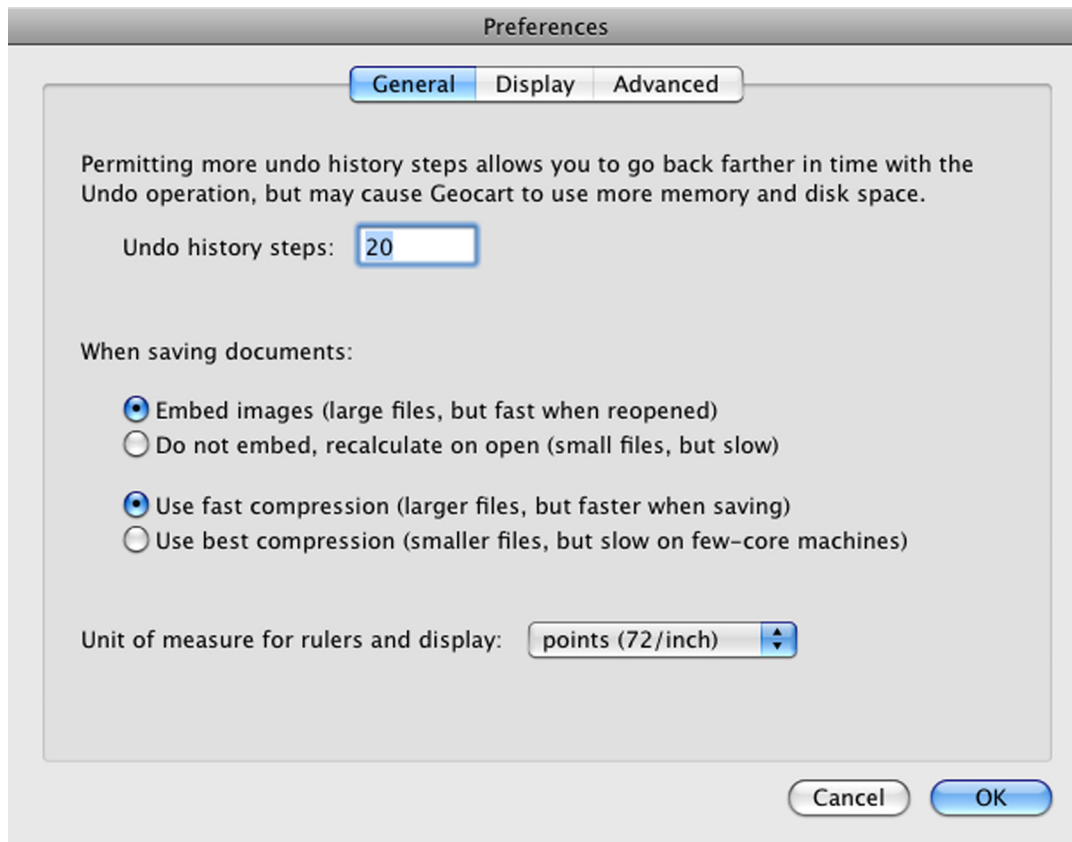 Preferences
General Display Advanced
Permitting more undo history steps allows you to go back farther in time with the
Undo operation, but may cause Geocart to use more memory and disk space.
Undo history steps: 20
When saving documents:
Embed images (large files, but fast when reopened)
Do not embed, recalculate on open (small files, but slow)
Use fast compression (larger files, but faster when saving)
Use best compression (smaller files, but slow on few-core machines)
Unit of measure for rulers and display: points (72/inch)
Cancel OK